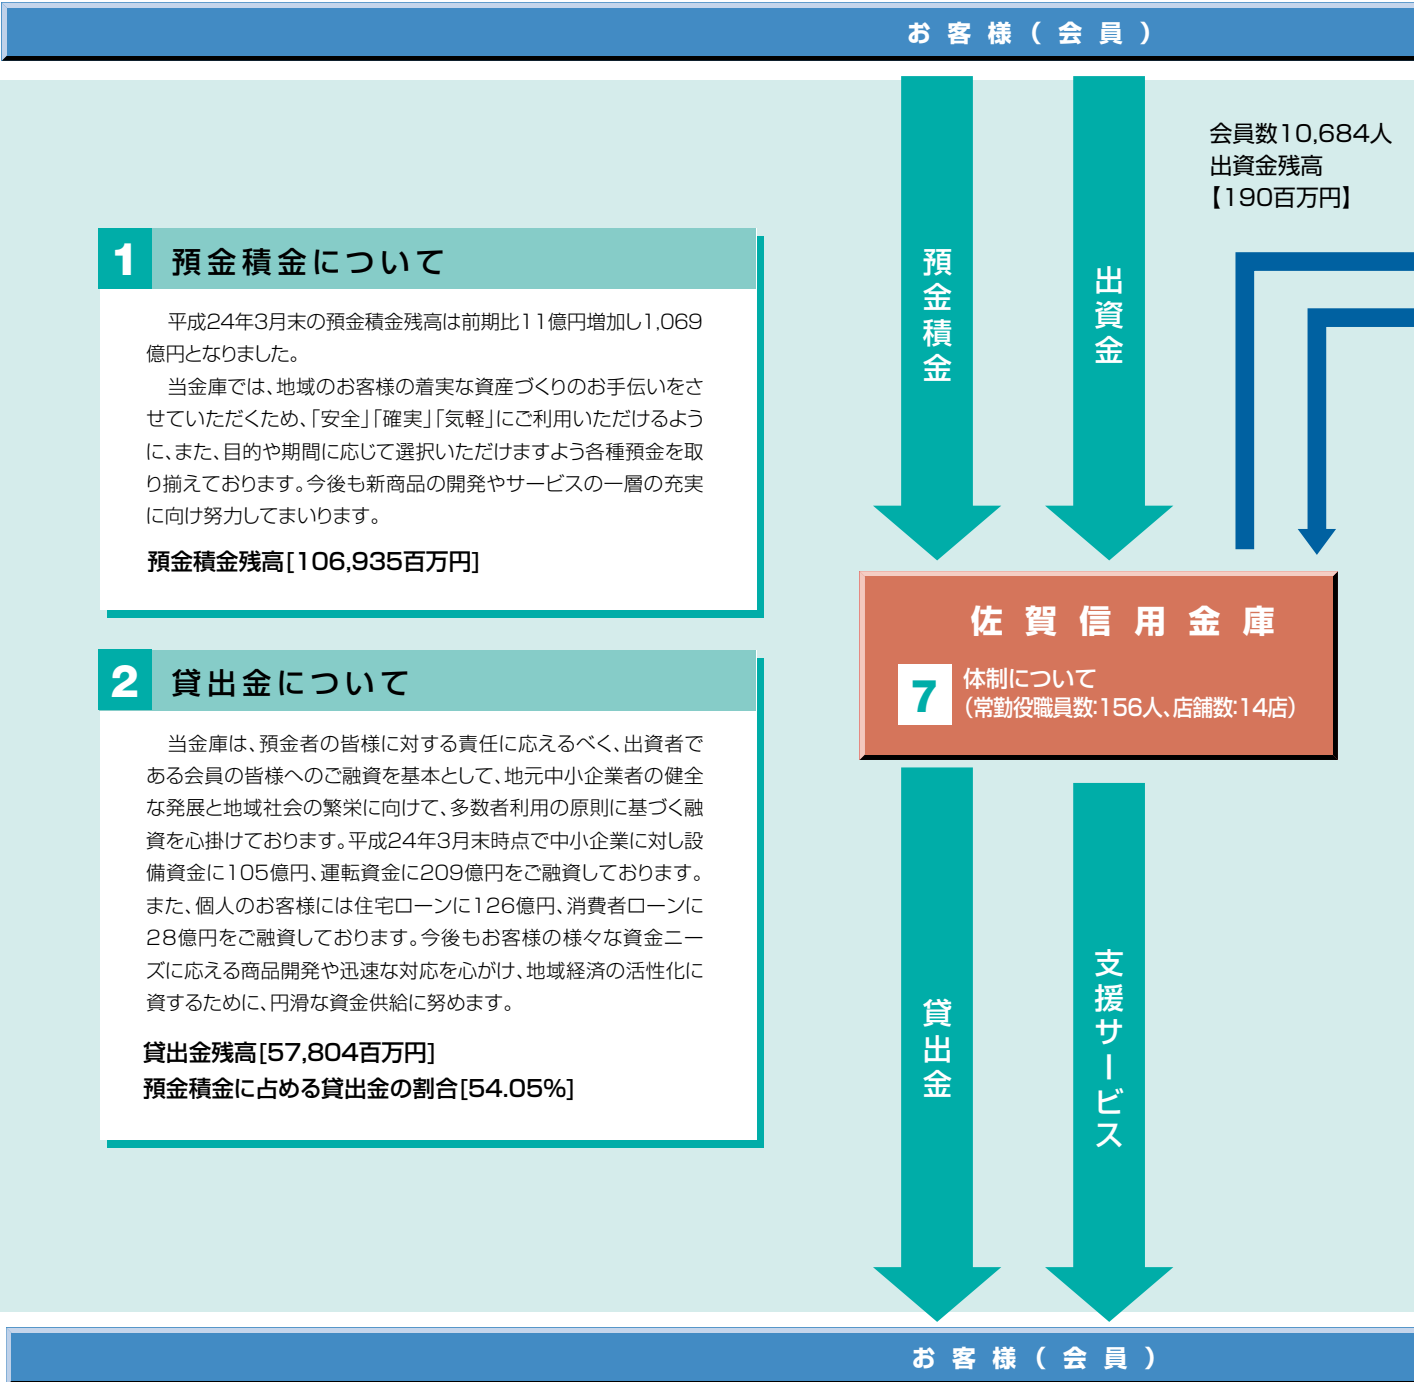 お客様（会員）
会員数10,684人
出資金残高
【190百万円】
預金積金
出資金
1 預金積金について
平成24年3月末の預金積金残高は前期比11億円増加し1,069
億円となりました。
当金庫では、地域のお客様の着実な資産づくりのお手伝いをさ
せていただくため、「安全」「確実」「気軽」にご利用いただけるよう
に、また、目的や期間に応じて選択いただけますよう各種預金を取
り揃えております。今後も新商品の開発やサービスの一層の充実
に向け努力してまいります。
預金積金残高[106,935百万円]
2 貸出金について
当金庫は、預金者の皆様に対する責任に応えるべく、出資者で
ある会員の皆様へのご融資を基本として、地元中小企業者の健全
な発展と地域社会の繁栄に向けて、多数者利用の原則に基づく融
資を心掛けております。平成24年3月末時点で中小企業に対し設
備資金に105億円、運転資金に209億円をご融資しております。
また、個人のお客様には住宅ローンに126億円、消費者ローンに
28億円をご融資しております。今後もお客様の様々な資金ニー
ズに応える商品開発や迅速な対応を心がけ、地域経済の活性化に
資するために、円滑な資金供給に努めます。
貸出金残高[57,804百万円]
預金積金に占める貸出金の割合[54.05%]
佐賀信用金庫
7 体制について
（常勤役職員数:156人、店舗数:14店）
貸出金
支援サービス
お客様（会員）